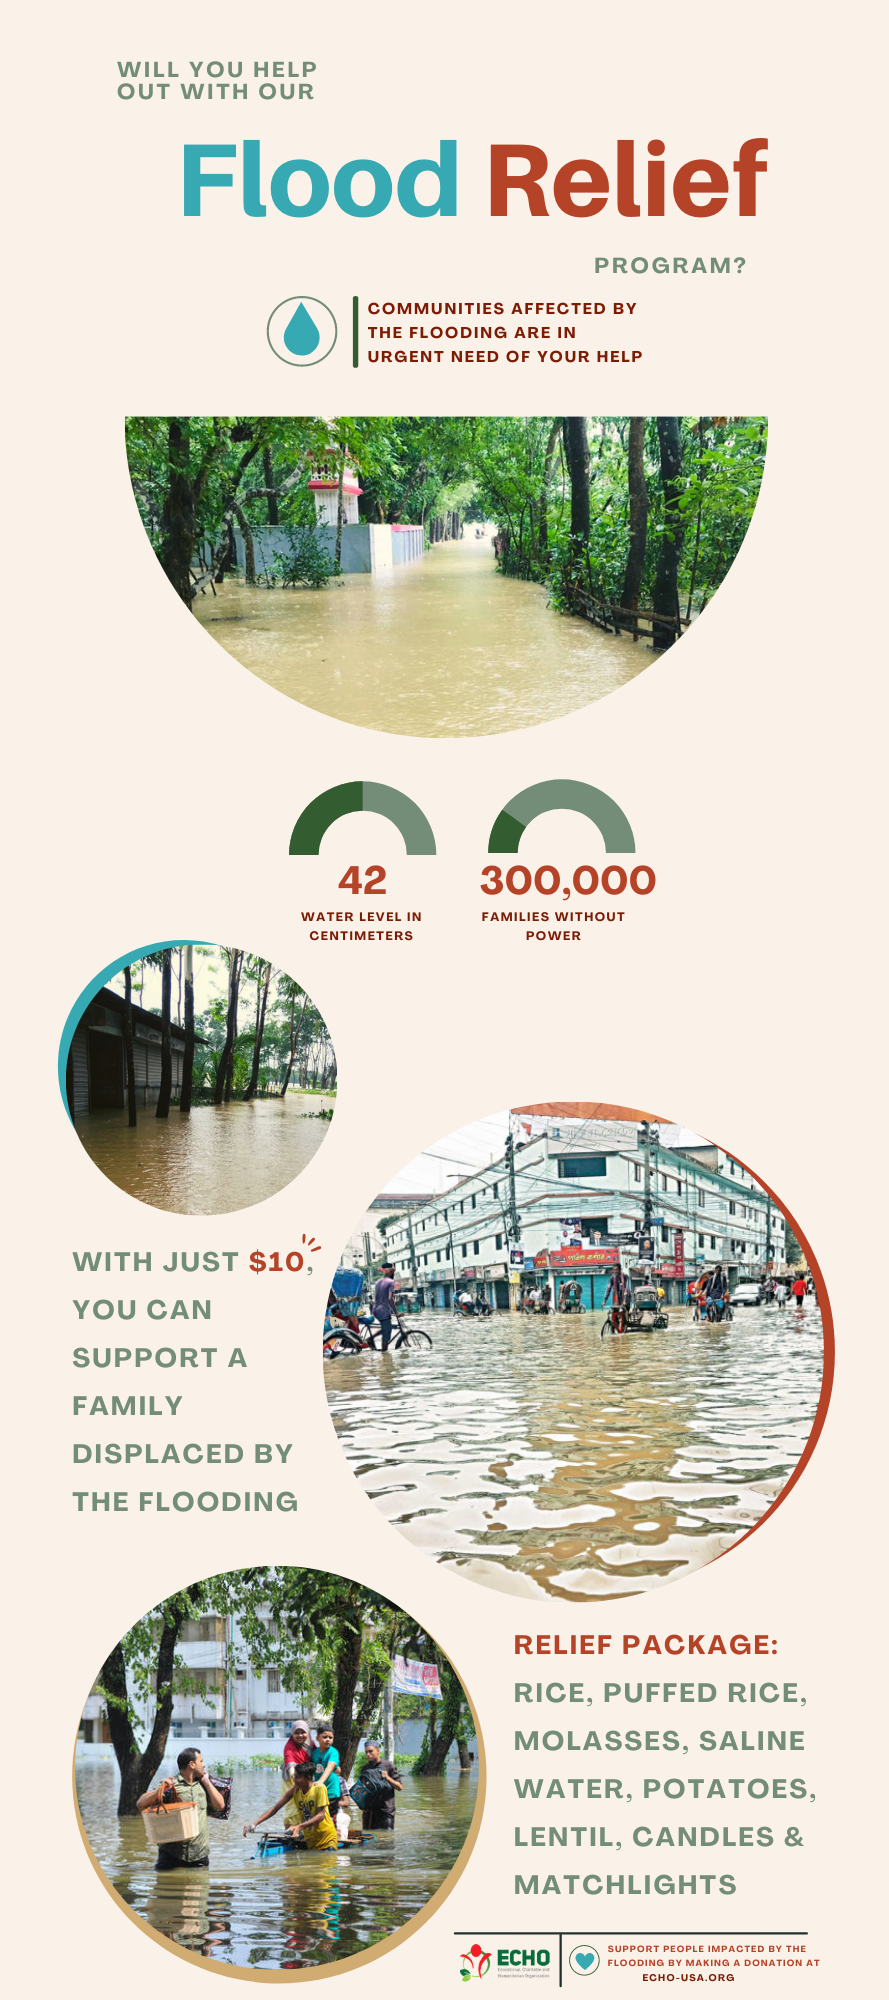 WILL YOU HELP
OUT WITH OUR
Flood Relief
PROGRAM?
COMMUNITIES AFFECTED BY
THE FLOODING ARE IN
URGENT NEED OF YOUR HELP
42
WATER LEVEL IN
CENTIMETERS
300,000
FAMILIES WITHOUT
POWER
WITH JUST $10,
YOU CAN
SUPPORT A
FAMILY
DISPLACED BY
THE FLOODING
RELIEF PACKAGE:
RICE, PUFFED RICE,
MOLASSES, SALINE
WATER, POTATOES,
LENTIL, CANDLES &
MATCHLIGHTS
ECHO
Educational, Charitable and
Humanitarian Organization
SUPPORT PEOPLE IMPACTED BY THE
FLOODING BY MAKING A DONATION AT
ECHO-USA.ORG